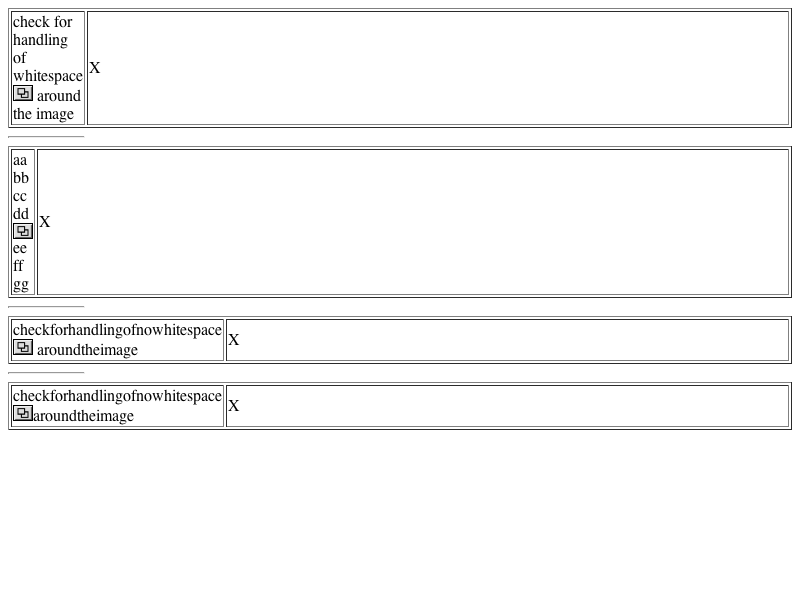 check for
handling
of
whitespace
around
the image
X
aa
bb
cc
dd
ee
ff
gg
X
checkforhandlingofnowhitespace
aroundtheimage
X
checkforhandlingofnowhitespace
aroundtheimage
X